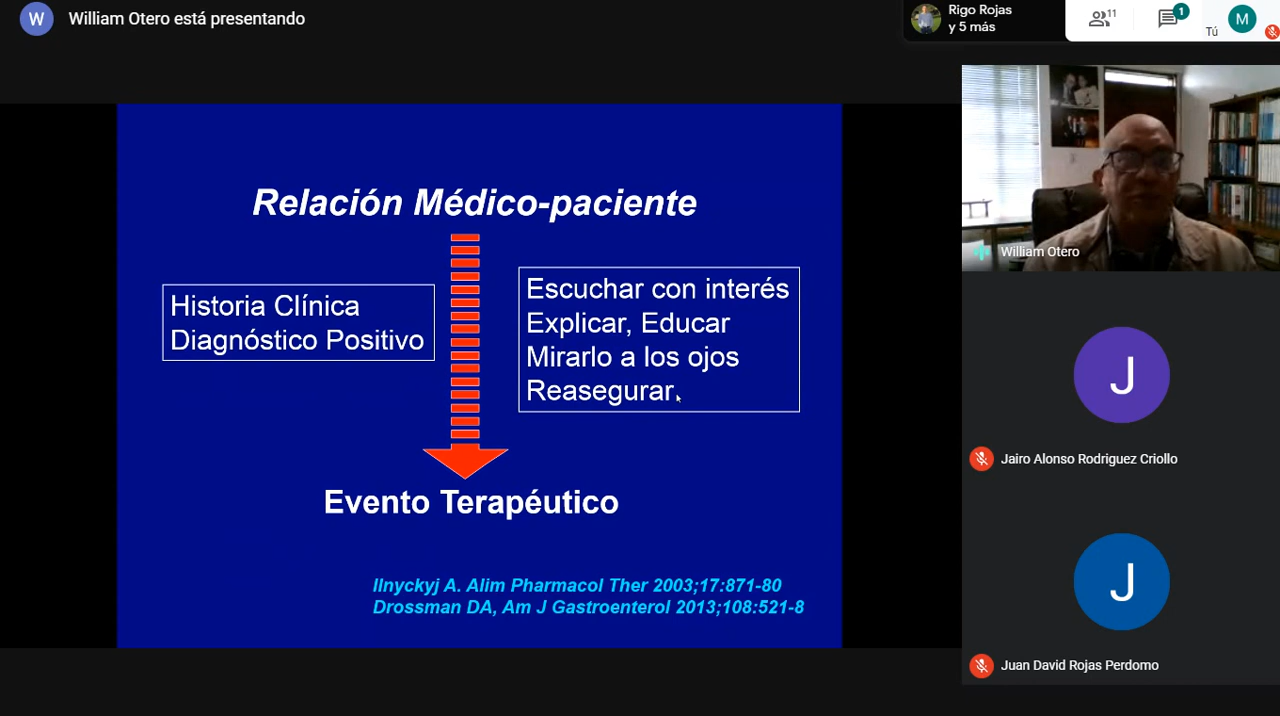 W
William Otero está presentando
Rigo Rojas
y 5 más
11
1
Tú
M
Relación Médico-paciente
Historia Clínica
Diagnóstico Positivo
Escuchar con interés
Explicar, Educar
Mirarlo a los ojos
Reasegurar.
Evento Terapéutico
Ilnyckyj A. Alim Pharmacol Ther 2003;17:871-80
Drossman DA, Am J Gastroenterol 2013;108:521-8
William Otero
J
Jairo Alonso Rodriguez Criollo
J
Juan David Rojas Perdomo